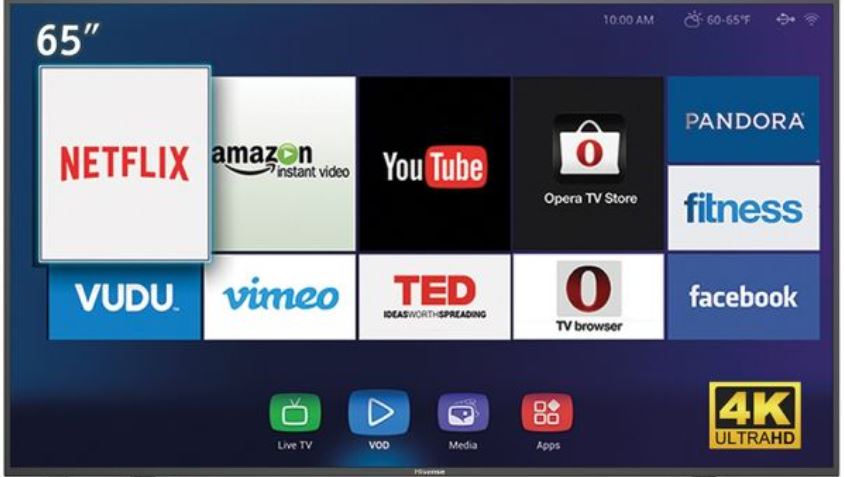 65"
10:00 AM
60-65°F
NETFLIX
amazon
instant video
YouTube
Opera TV Store
PANDORA
fitness
VUDU
vimeo
TED
IDEAS WORTH SPREADING
TV browser
facebook
Live TV
VOD
Media
Apps
4K
ULTRAHD
Hisense